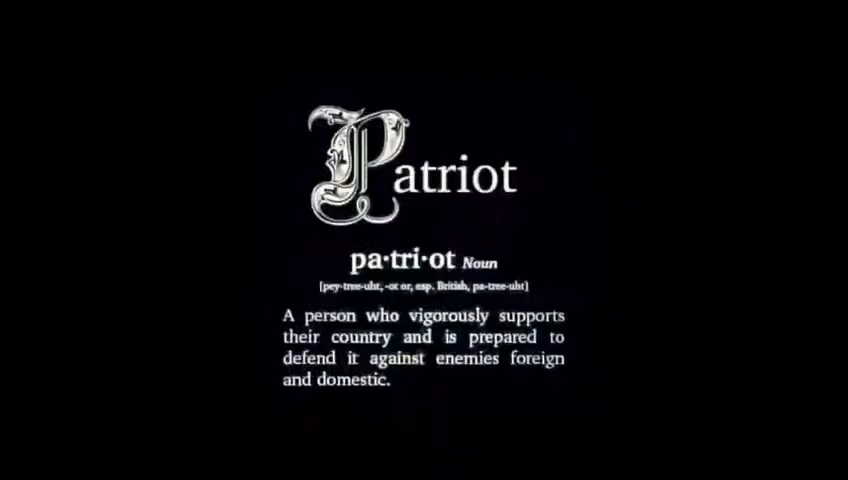 Patriot
pa·tri·ot Noun
[pey-tree-uht, -ot or, esp. British, pa-tree-uht]
A person who vigorously supports
their country and is prepared to
defend it against enemies foreign
and domestic.